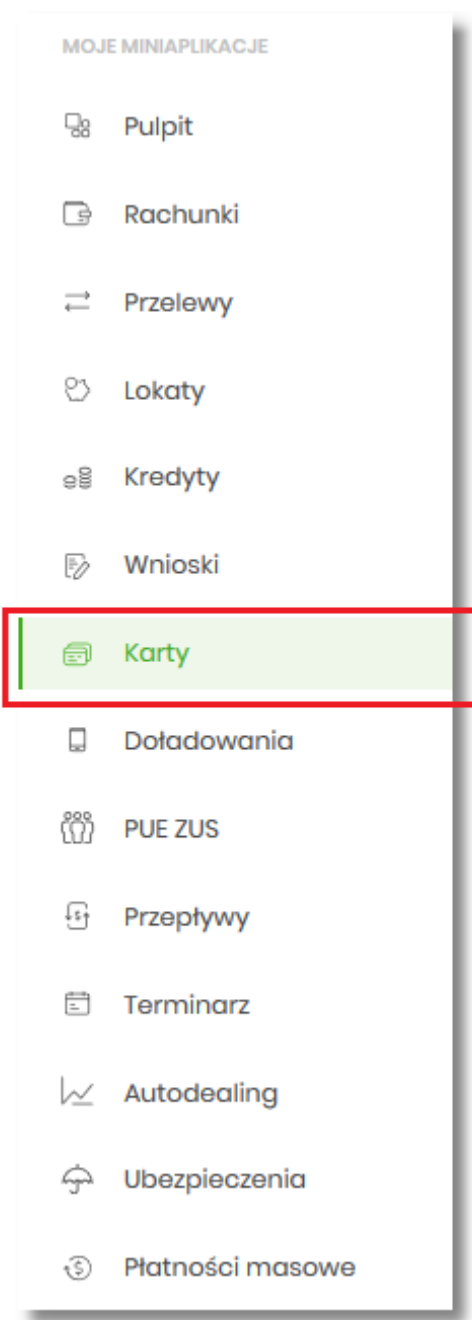 MOJE MINIAPLIKACJE
Pulpit
Rachunki
Przelewy
Lokaty
Kredyty
Wnioski
Karty
Doładowania
PUE ZUS
Przepływy
Terminarz
Autodealing
Ubezpieczenia
Płatności masowe